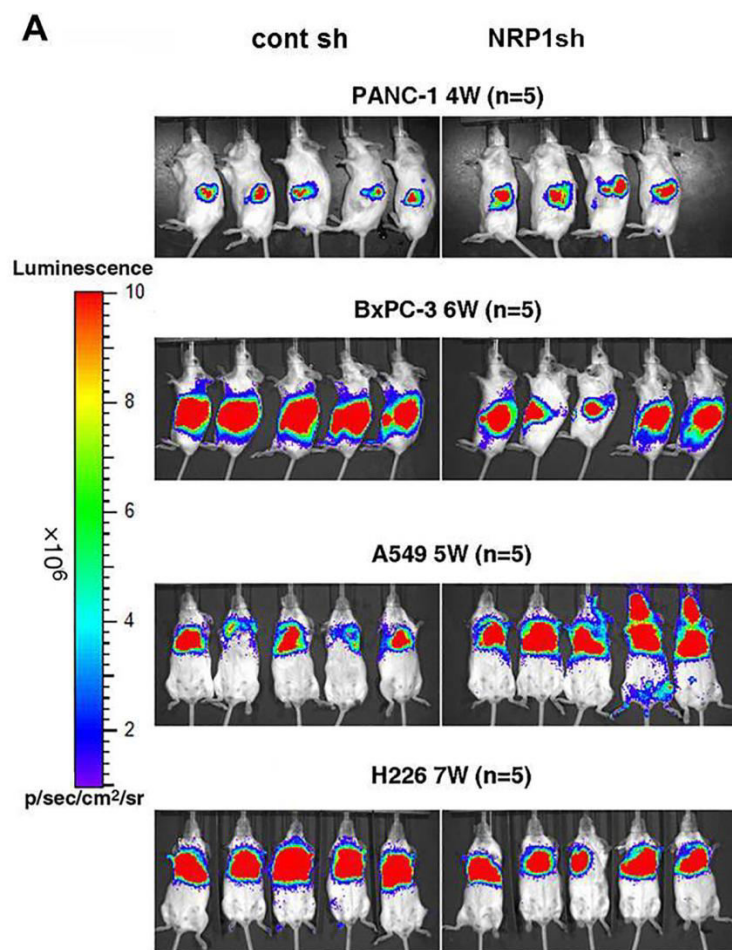 A
cont sh
NRP1sh
PANC-1 4W (n=5)
Luminescence
BxPC-3 6W (n=5)
10
8
6
4
2
×10⁶
A549 5W (n=5)
H226 7W (n=5)
p/sec/cm²/sr